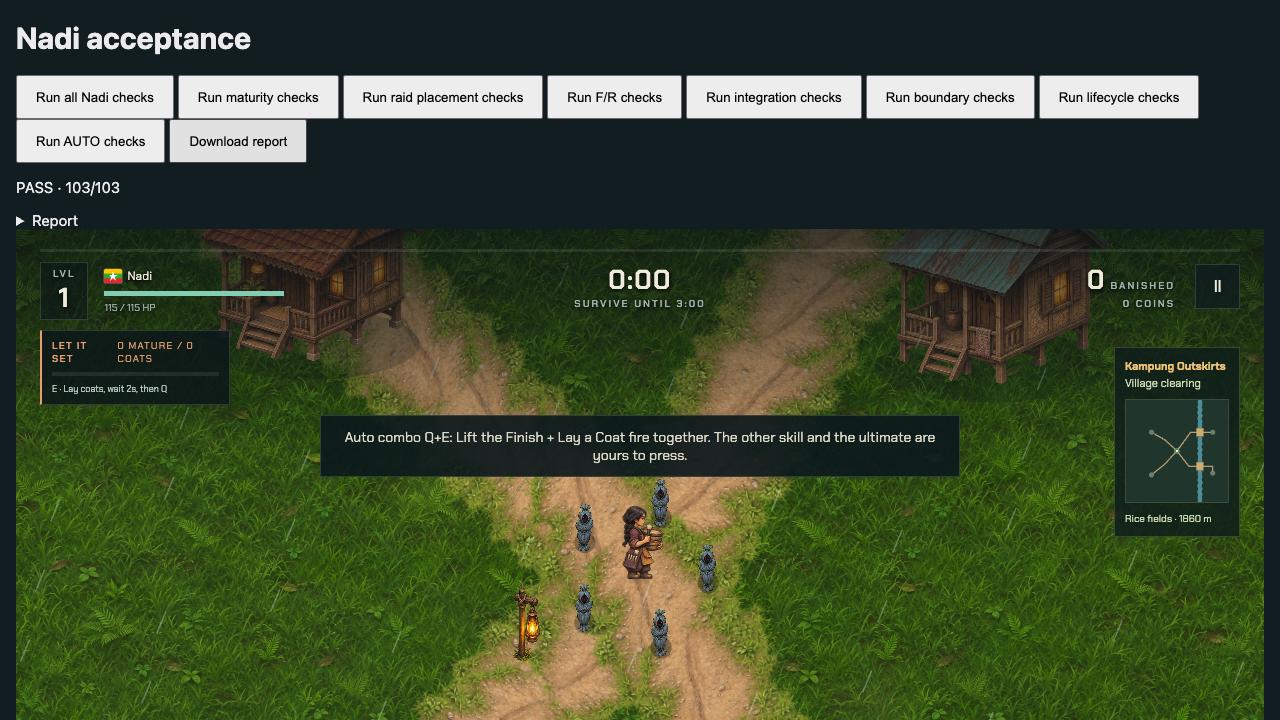 Nadi acceptance
Run all Nadi checks
Run maturity checks
Run raid placement checks
Run F/R checks
Run integration checks
Run boundary checks
Run lifecycle checks
Run AUTO checks
Download report
PASS · 103/103
Report
LVL
1
Nadi
115 / 115 HP
0:00
SURVIVE UNTIL 3:00
0 BANISHED
0 COINS
LET IT SET
0 MATURE / 0 COATS
E · Lay coats, wait 2s, then Q
Kampung Outskirts
Village clearing
Rice fields · 1860 m
Auto combo Q+E: Lift the Finish + Lay a Coat fire together. The other skill and the ultimate are
yours to press.